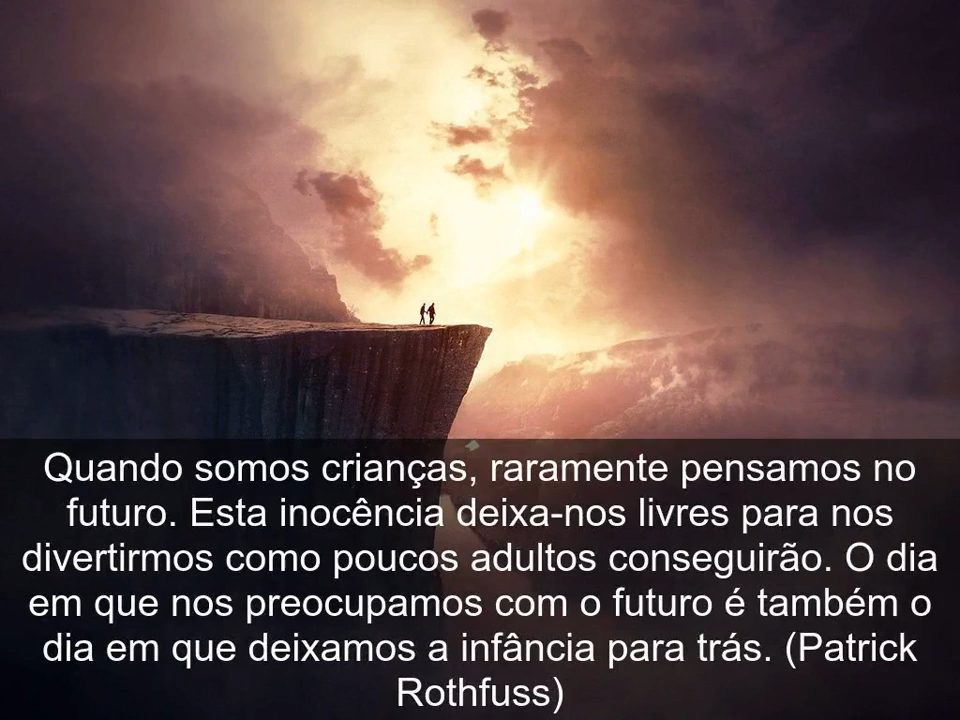 Quando somos crianças, raramente pensamos no
futuro. Esta inocência deixa-nos livres para nos
divertirmos como poucos adultos conseguirão. O dia
em que nos preocupamos com o futuro é também o
dia em que deixamos a infância para trás. (Patrick
Rothfuss)